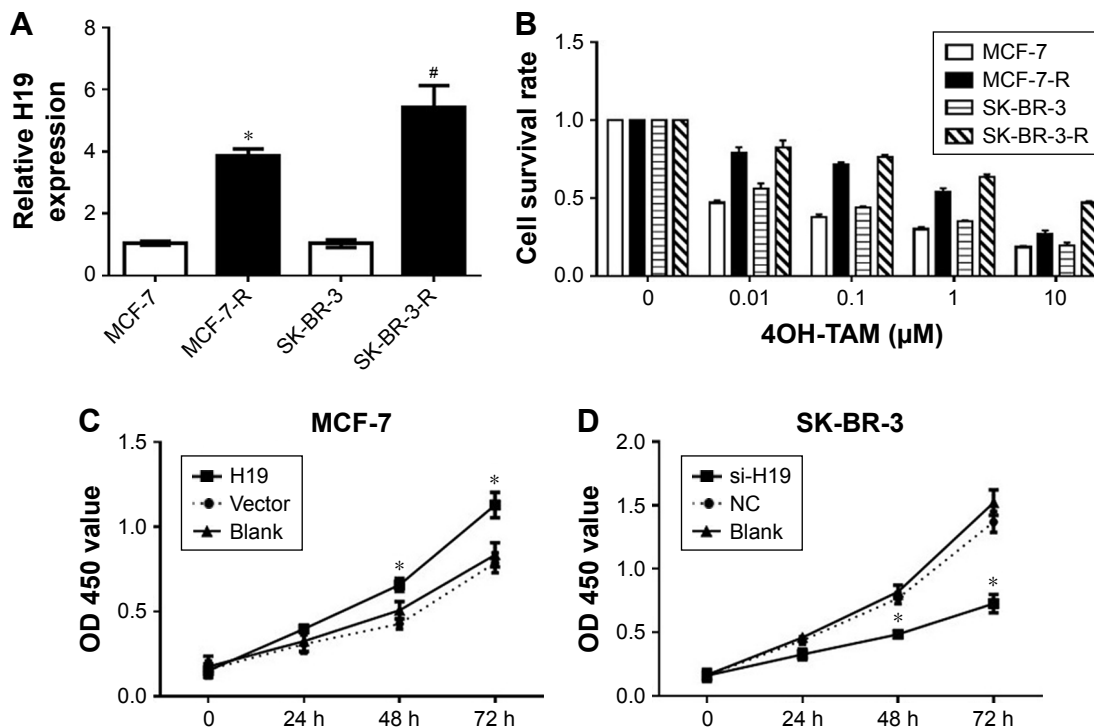 A
Relative H19
expression
8
6
4
2
0
*
#
MCF-7
MCF-7-R
SK-BR-3
SK-BR-3-R
B
Cell survival rate
1.5
1.0
0.5
0.0
MCF-7
MCF-7-R
SK-BR-3
SK-BR-3-R
0 0.01 0.1 1 10
4OH-TAM (µM)
C
MCF-7
OD 450 value
1.5
1.0
0.5
0.0
H19
Vector
Blank
*
*
0 24 h 48 h 72 h
D
SK-BR-3
OD 450 value
2.0
1.5
1.0
0.5
0.0
si-H19
NC
Blank
*
*
0 24 h 48 h 72 h